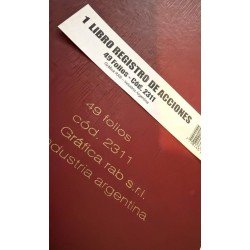 1 LIBRO REGISTRO DE ACCIONES
49 Folios - Cód. 2311
49 folios
cód. 2311
Gráfica rab s.r.l.
industria argentina